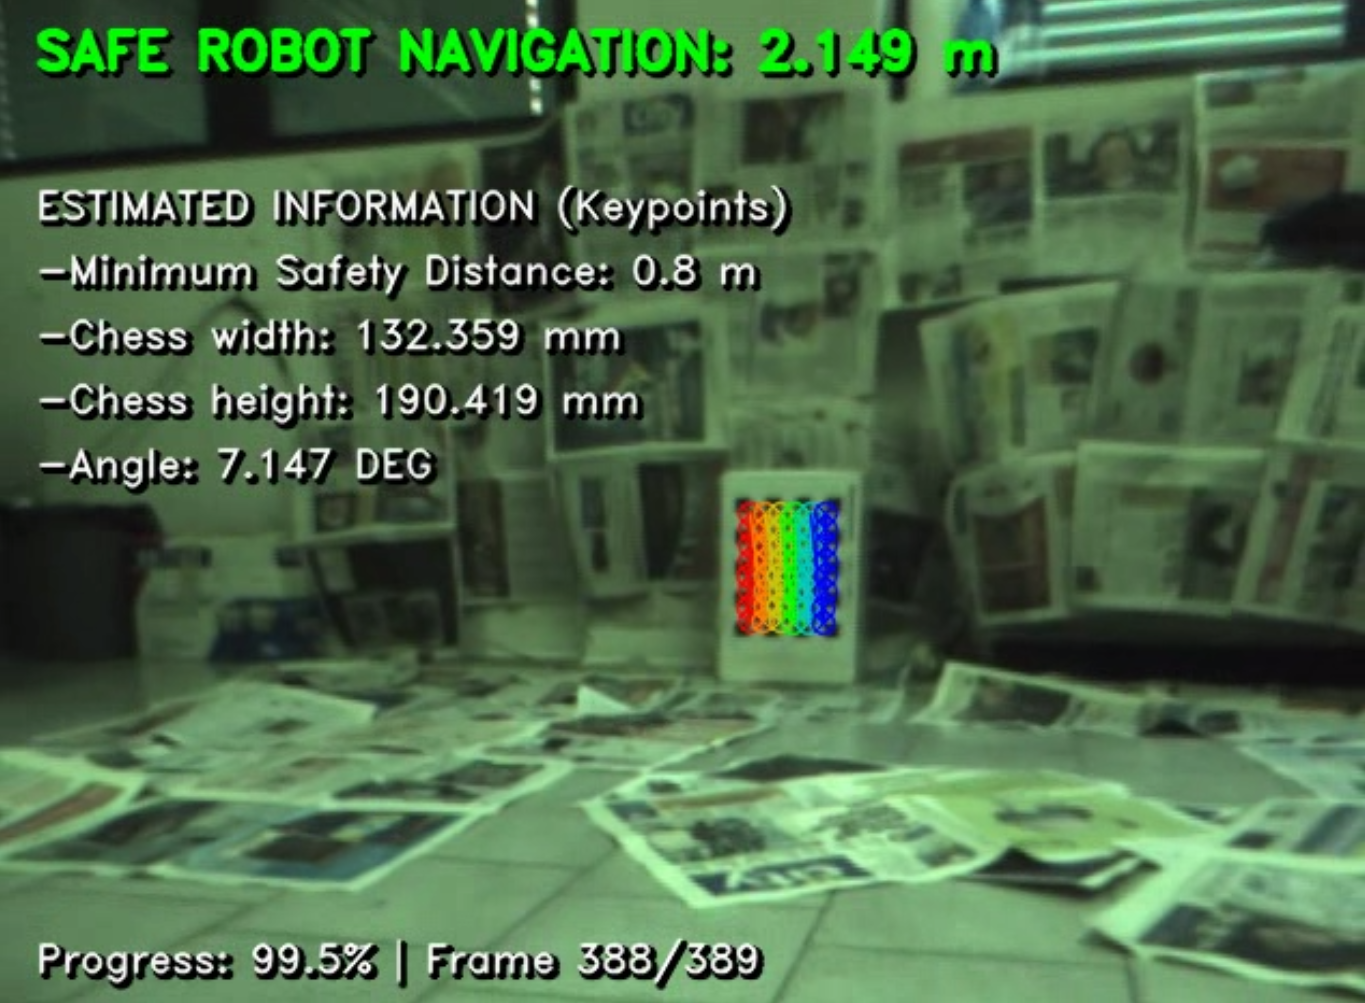 SAFE ROBOT NAVIGATION: 2.149 m
ESTIMATED INFORMATION (Keypoints)
-Minimum Safety Distance: 0.8 m
-Chess width: 132.359 mm
-Chess height: 190.419 mm
-Angle: 7.147 DEG
Progress: 99.5% | Frame 388/389